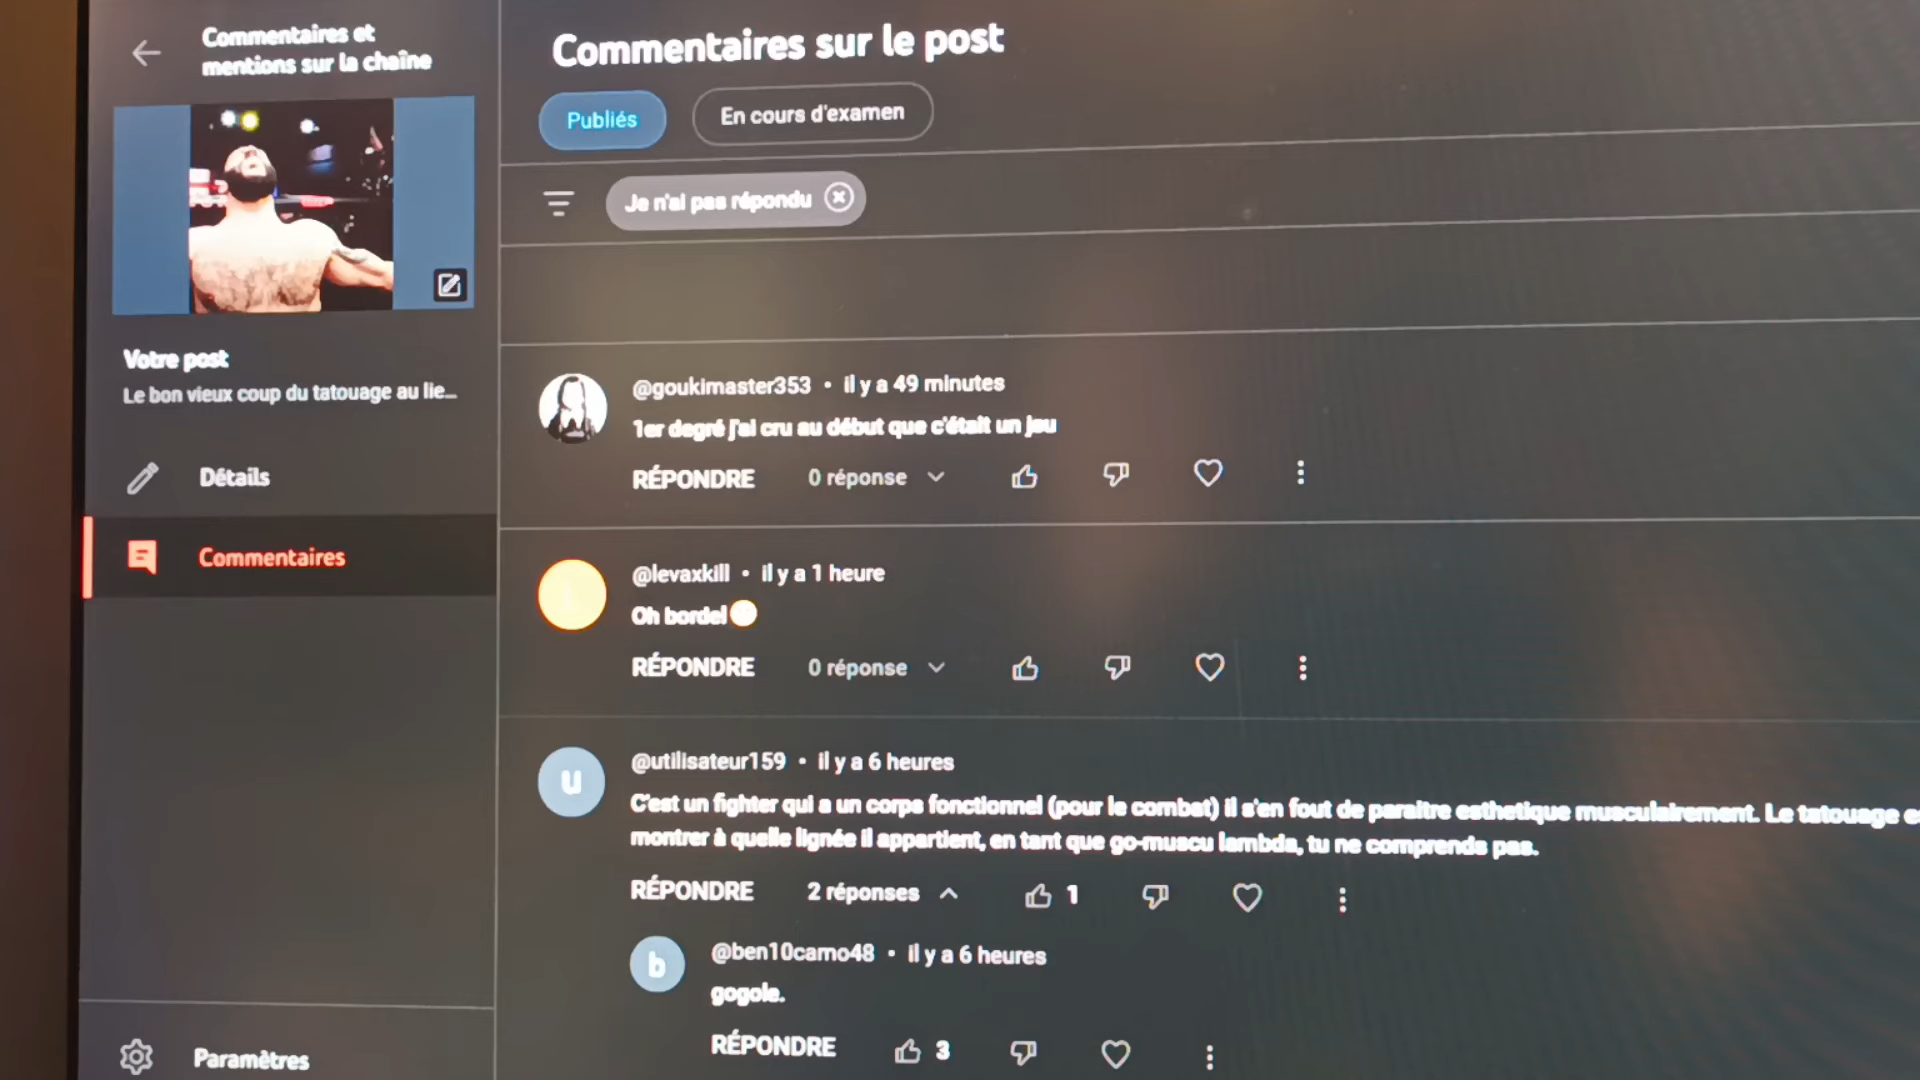 Commentaires et
mentions sur la chaîne
Votre post
Le bon vieux coup du tatouage au lie...
Détails
Commentaires
Paramètres
Commentaires sur le post
Publiés
En cours d'examen
Je n'ai pas répondu
@goukimaster353 • il y a 49 minutes
1er degré j'ai cru au début que c'était un jeu
RÉPONDRE 0 réponse
@levaxkill • il y a 1 heure
Oh bordel
RÉPONDRE 0 réponse
u
@utilisateur159 • il y a 6 heures
C'est un fighter qui a un corps fonctionnel (pour le combat) il s'en fout de paraitre esthetique musculairement. Le tatouage
montrer à quelle lignée il appartient, en tant que go-muscu lambda, tu ne comprends pas.
RÉPONDRE 2 réponses 1
b
@ben10camo48 • il y a 6 heures
gogole.
RÉPONDRE 3